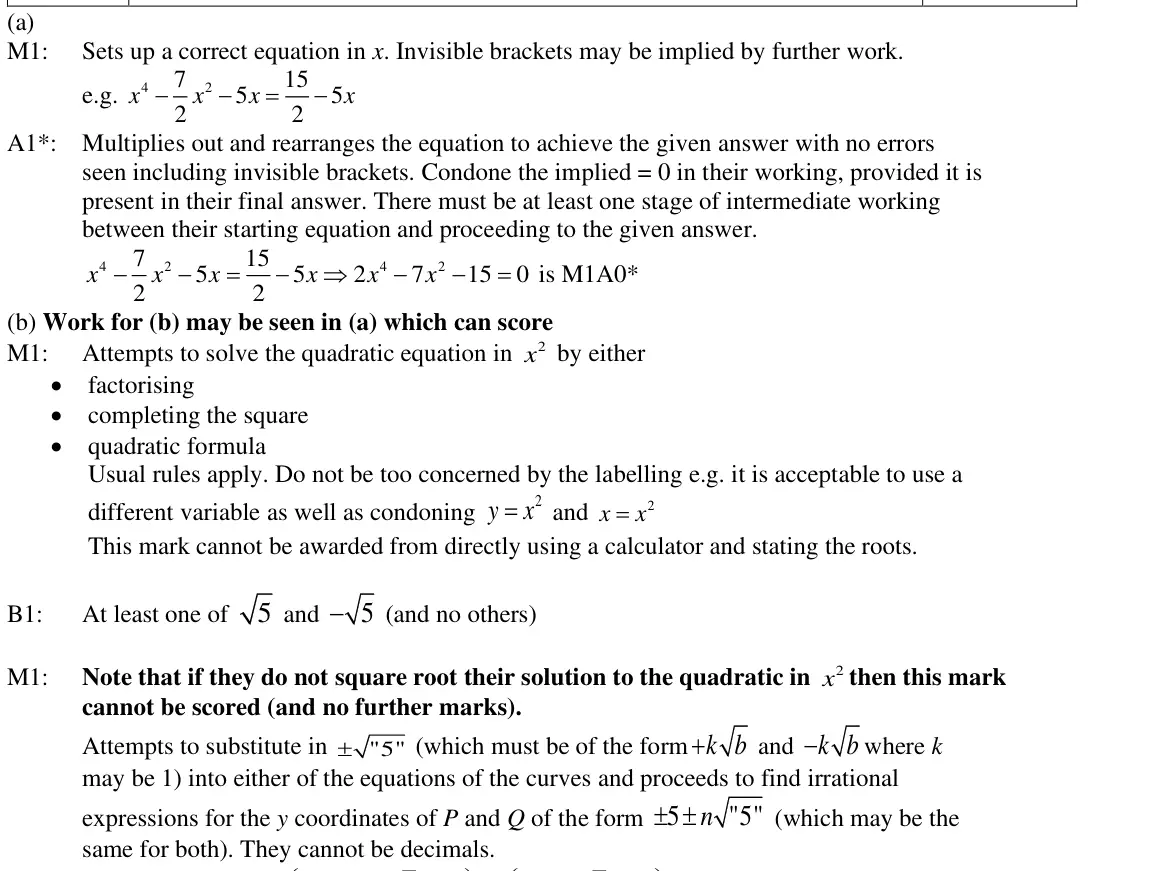 (a)
M1: Sets up a correct equation in x. Invisible brackets may be implied by further work.
e.g. x⁴ − 7/2 x² − 5x = 15/2 − 5x
A1*: Multiplies out and rearranges the equation to achieve the given answer with no errors
seen including invisible brackets. Condone the implied = 0 in their working, provided it is
present in their final answer. There must be at least one stage of intermediate working
between their starting equation and proceeding to the given answer.
x⁴ − 7/2 x² − 5x = 15/2 − 5x ⇒ 2x⁴ − 7x² − 15 = 0 is M1A0*
(b) Work for (b) may be seen in (a) which can score
M1: Attempts to solve the quadratic equation in x² by either
• factorising
• completing the square
• quadratic formula
Usual rules apply. Do not be too concerned by the labelling e.g. it is acceptable to use a
different variable as well as condoning y = x² and x = x²
This mark cannot be awarded from directly using a calculator and stating the roots.
B1: At least one of √5 and −√5 (and no others)
M1: Note that if they do not square root their solution to the quadratic in x² then this mark
cannot be scored (and no further marks).
Attempts to substitute in ±√"5" (which must be of the form +k√b and −k√b where k
may be 1) into either of the equations of the curves and proceeds to find irrational
expressions for the y coordinates of P and Q of the form ±5±n√"5" (which may be the
same for both). They cannot be decimals.